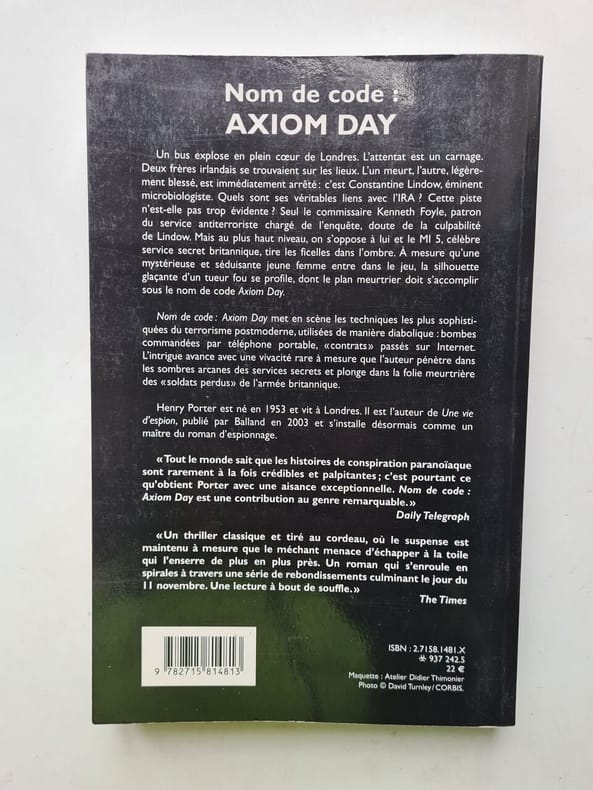 Nom de code :
AXIOM DAY
Un bus explose en plein cœur de Londres. L'attentat est un carnage.
Deux frères irlandais se trouvaient sur les lieux. L'un meurt, l'autre, légère-
ment blessé, est immédiatement arrêté : c'est Constantine Lindow, éminent
microbiologiste. Quels sont ses véritables liens avec l'IRA ? Cette piste
n'est-elle pas trop évidente ? Seul le commissaire Kenneth Foyle, patron
du service antiterroriste chargé de l'enquête, doute de la culpabilité
de Lindow. Mais au plus haut niveau, on s'oppose à lui et le MI 5, célèbre
service secret britannique, tire les ficelles dans l'ombre. À mesure qu'une
mystérieuse et séduisante jeune femme entre dans le jeu, la silhouette
glaçante d'un tueur fou se profile, dont le plan meurtrier doit s'accomplir
sous le nom de code Axiom Day.
Nom de code : Axiom Day met en scène les techniques les plus sophisti-
quées du terrorisme postmoderne, utilisées de manière diabolique : bombes
commandées par téléphone portable, « contrats » passés sur Internet.
L'intrigue avance avec une vivacité rare à mesure que l'auteur pénètre dans
les sombres arcanes des services secrets et plonge dans la folie meurtrière
des « soldats perdus » de l'armée britannique.
Henry Porter est né en 1953 et vit à Londres. Il est l'auteur de Une vie
d'espion, publié par Balland en 2003 et s'installe désormais comme un
maître du roman d'espionnage.
« Tout le monde sait que les histoires de conspiration paranoïaque
sont rarement à la fois crédibles et palpitantes ; c'est pourtant ce
qu'obtient Porter avec une aisance exceptionnelle. Nom de code :
Axiom Day est une contribution au genre remarquable. »
Daily Telegraph
« Un thriller classique et tiré au cordeau, où le suspense est
maintenu à mesure que le méchant menace d'échapper à la toile
qui l'enserre de plus en plus près. Un roman qui s'enroule en
spirales à travers une série de rebondissements culminant le jour du
11 novembre. Une lecture à bout de souffle. »
The Times
ISBN : 2.7158.1481.X
937 242.5
22 €
Maquette : Atelier Didier Thimonier
Photo © David Turnley / CORBIS.
9 782715 814813